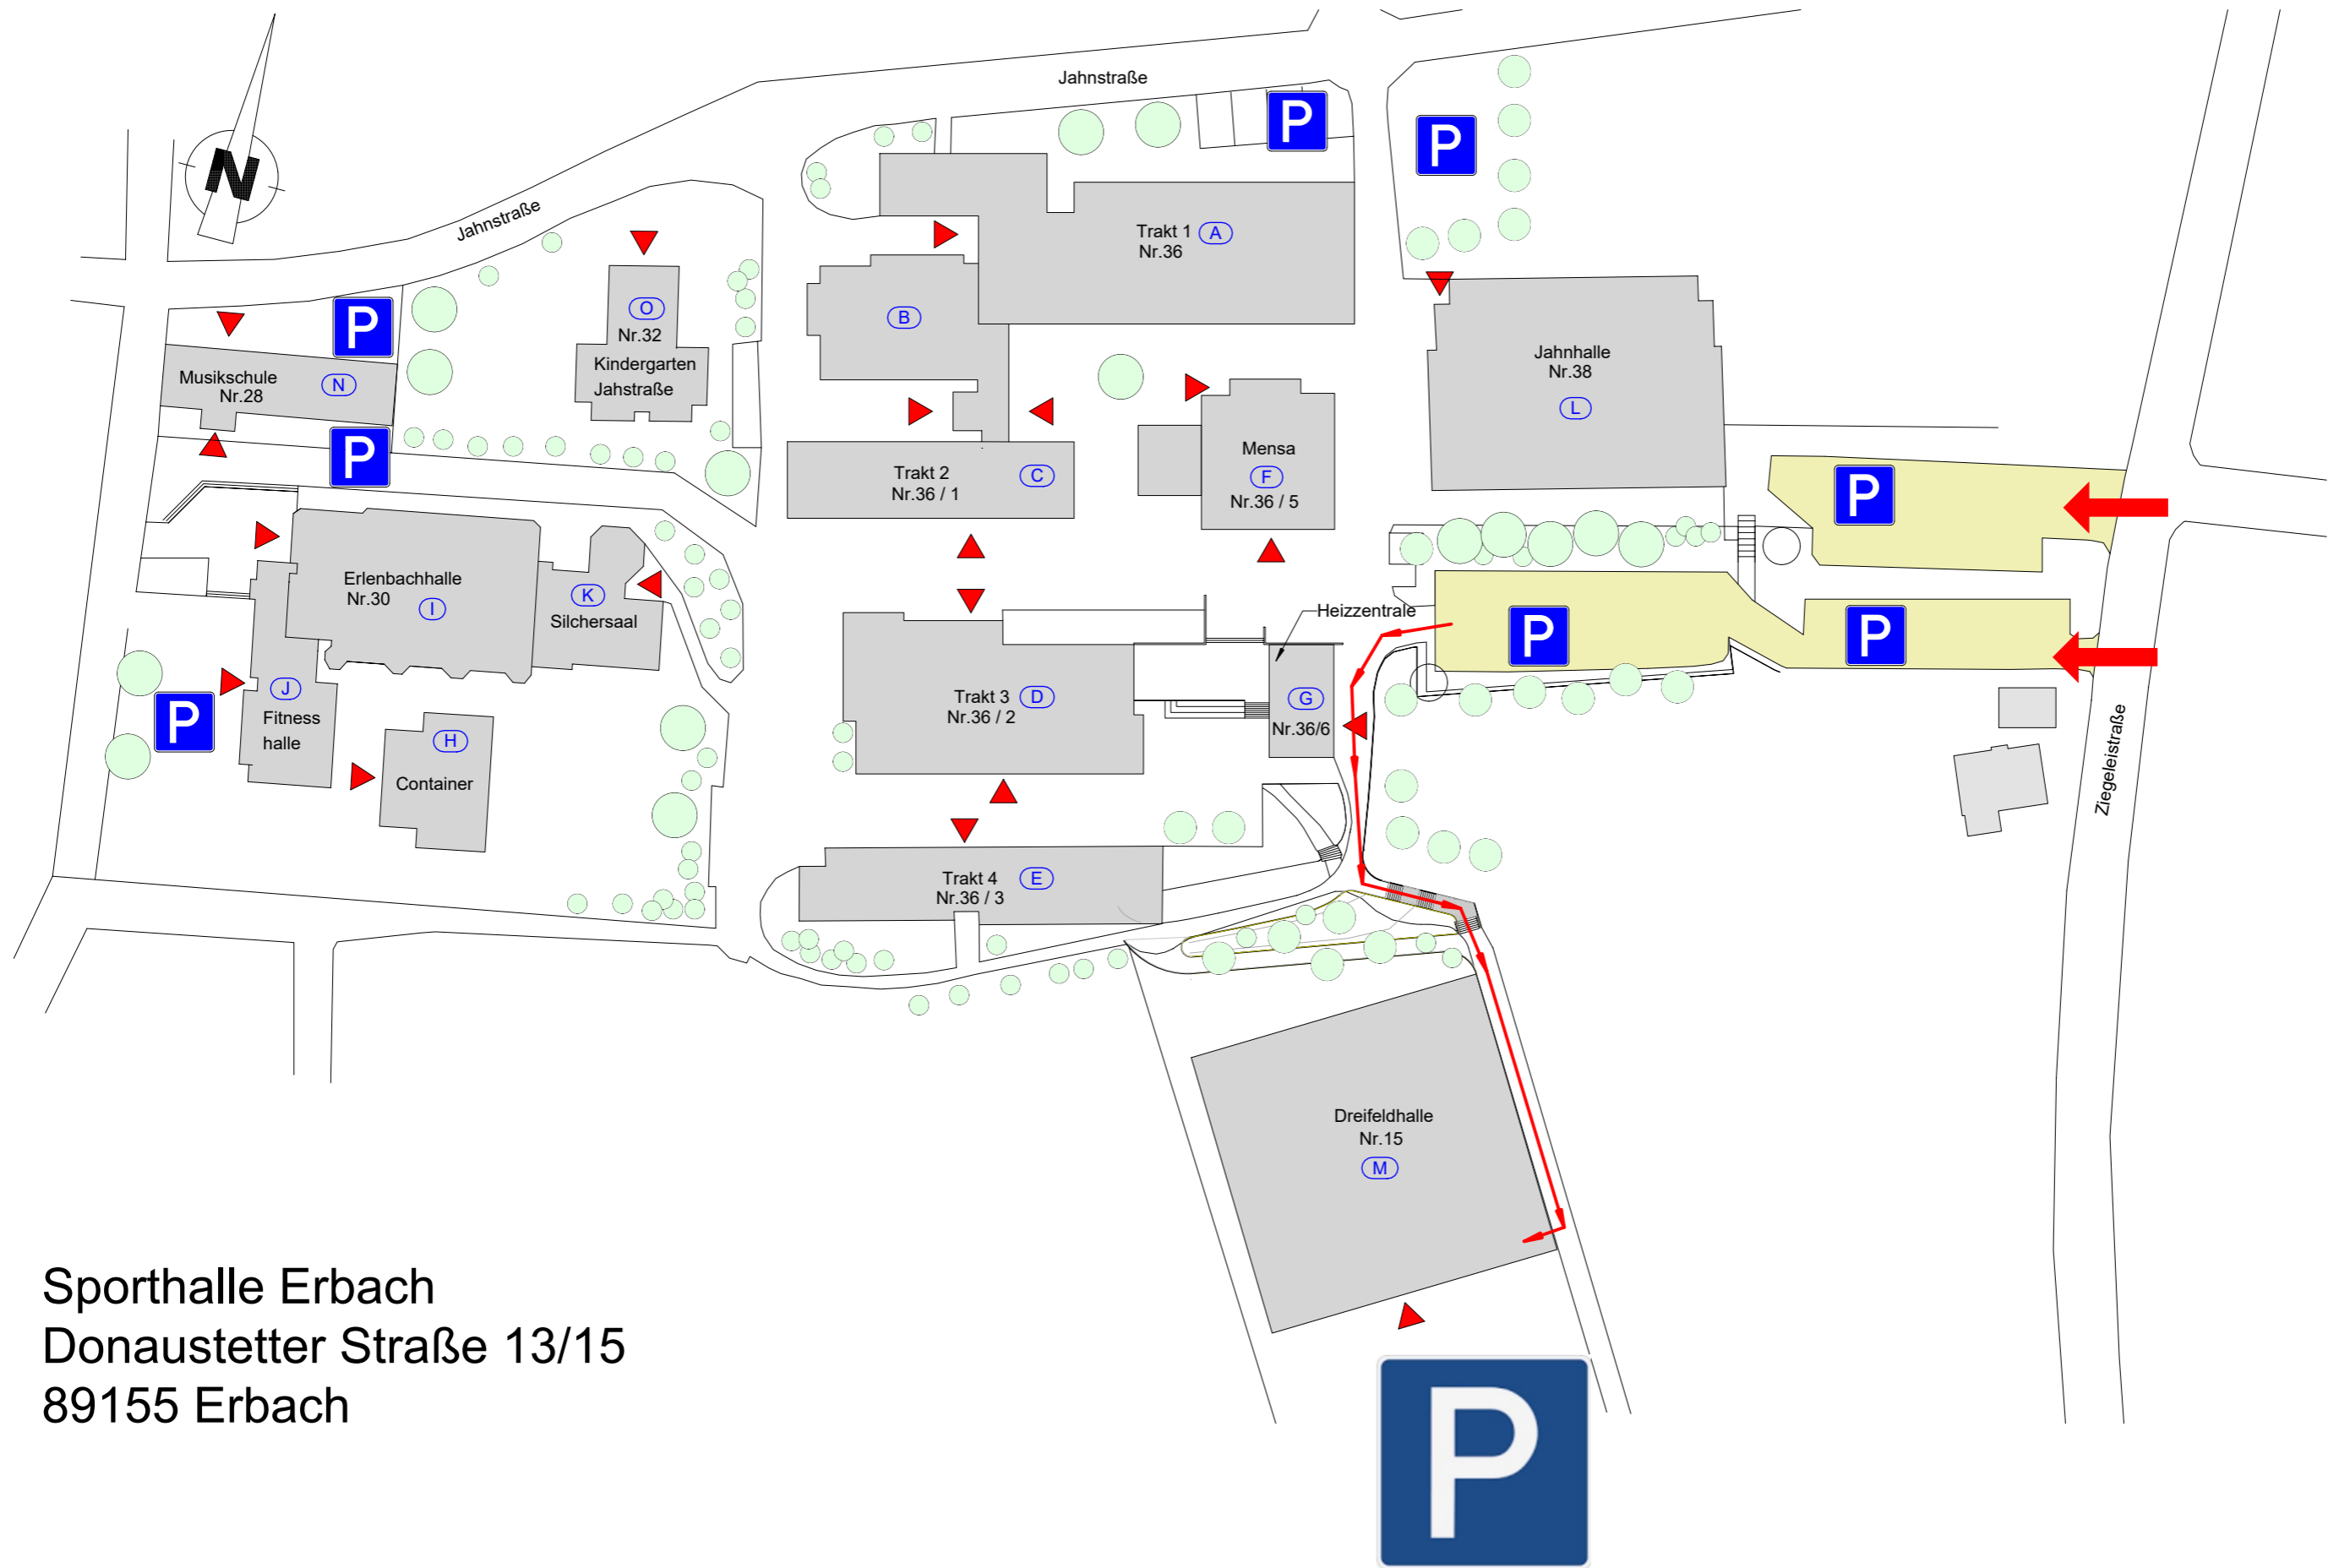 Jahnstraße
P
P
Jahnstraße
N
Trakt 1 A
Nr.36
O
Nr.32
Kindergarten
Jahstraße
B
P
Musikschule N
Nr.28
P
Jahnhalle
Nr.38
L
Trakt 2 C
Nr.36 / 1
Mensa
F
Nr.36 / 5
P
Erlenbachhalle
Nr.30 I
K
Silchersaal
Heizzentrale
P
P
J
Fitness
halle
P
H
Container
Trakt 3 D
Nr.36 / 2
G
Nr.36/6
Ziegeleistraße
Trakt 4 E
Nr.36 / 3
Dreifeldhalle
Nr.15
M
Sporthalle Erbach
Donaustetter Straße 13/15
89155 Erbach
P